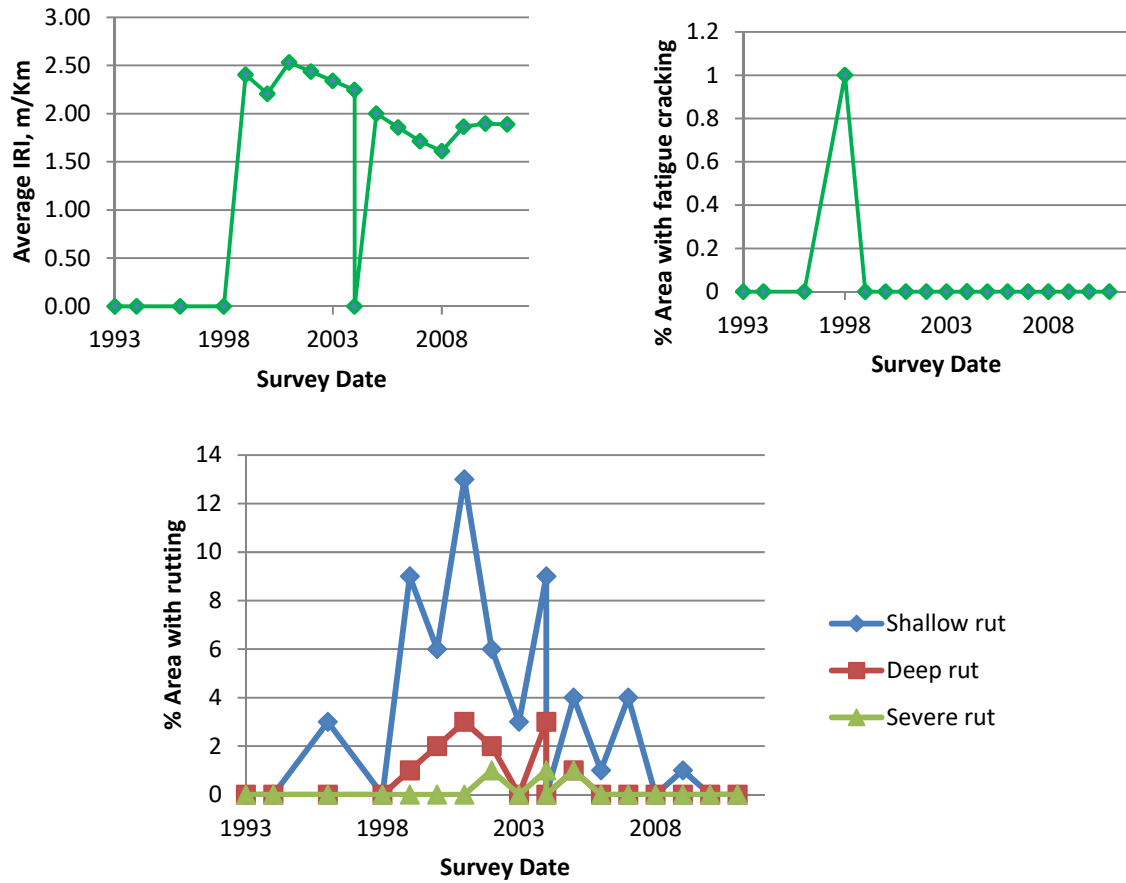 Average IRI, m/Km
3.00
2.50
2.00
1.50
1.00
0.50
0.00
1993 1998 2003 2008
Survey Date
% Area with fatigue cracking
1.2
1
0.8
0.6
0.4
0.2
0
1993 1998 2003 2008
Survey Date
% Area with rutting
14
12
10
8
6
4
2
0
1993 1998 2003 2008
Survey Date
Shallow rut
Deep rut
Severe rut